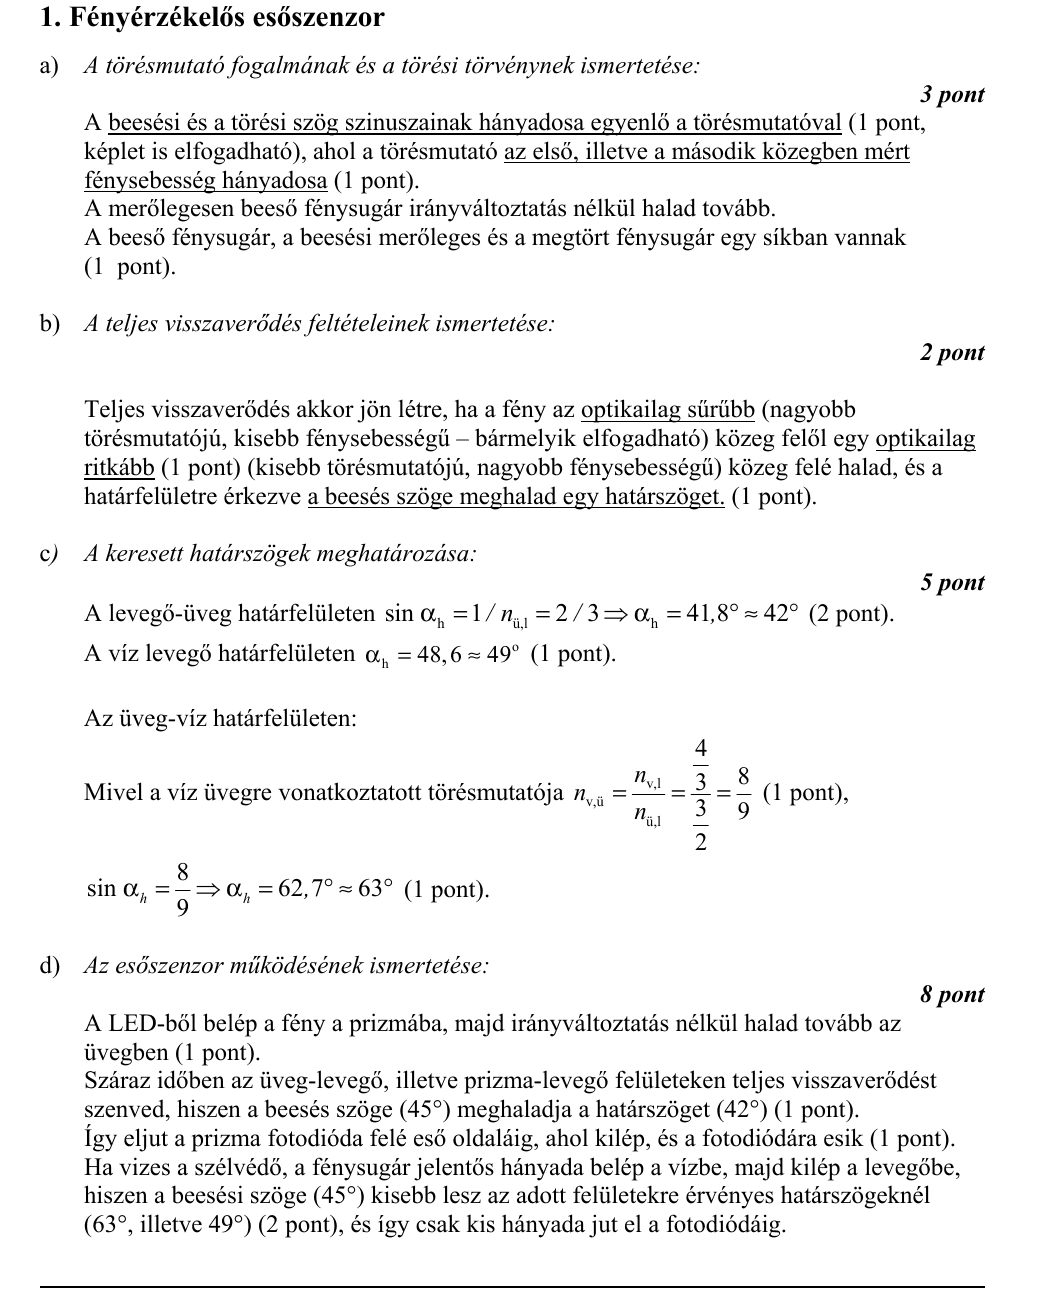 1. Fényérzékelős esőszenzor
a) A törésmutató fogalmának és a törési törvénynek ismertetése:
3 pont
A beesési és a törési szög szinuszainak hányadosa egyenlő a törésmutatóval (1 pont,
képlet is elfogadható), ahol a törésmutató az első, illetve a második közegben mért
fénysebesség hányadosa (1 pont).
A merőlegesen beeső fénysugár irányváltoztatás nélkül halad tovább.
A beeső fénysugár, a beesési merőleges és a megtört fénysugár egy síkban vannak
(1 pont).
b) A teljes visszaverődés feltételeinek ismertetése:
2 pont
Teljes visszaverődés akkor jön létre, ha a fény az optikailag sűrűbb (nagyobb
törésmutatójú, kisebb fénysebességű – bármelyik elfogadható) közeg felől egy optikailag
ritkább (1 pont) (kisebb törésmutatójú, nagyobb fénysebességű) közeg felé halad, és a
határfelületre érkezve a beesés szöge meghalad egy határszöget. (1 pont).
c) A keresett határszögek meghatározása:
5 pont
A levegő-üveg határfelületen sin α_h = 1 / n_ü,l = 2 / 3 ⇒ α_h = 41,8° ≈ 42° (2 pont).
A víz levegő határfelületen α_h = 48,6 ≈ 49° (1 pont).
Az üveg-víz határfelületen:
Mivel a víz üvegre vonatkoztatott törésmutatója n_v,ü = n_v,l / n_ü,l = (4/3) / (3/2) = 8/9 (1 pont),
sin α_h = 8/9 ⇒ α_h = 62,7° ≈ 63° (1 pont).
d) Az esőszenzor működésének ismertetése:
8 pont
A LED-ből belép a fény a prizmába, majd irányváltoztatás nélkül halad tovább az
üvegben (1 pont).
Száraz időben az üveg-levegő, illetve prizma-levegő felületeken teljes visszaverődést
szenved, hiszen a beesés szöge (45°) meghaladja a határszöget (42°) (1 pont).
Így eljut a prizma fotodióda felé eső oldaláig, ahol kilép, és a fotodiódára esik (1 pont).
Ha vizes a szélvédő, a fénysugár jelentős hányada belép a vízbe, majd kilép a levegőbe,
hiszen a beesési szöge (45°) kisebb lesz az adott felületekre érvényes határszögeknél
(63°, illetve 49°) (2 pont), és így csak kis hányada jut el a fotodiódáig.